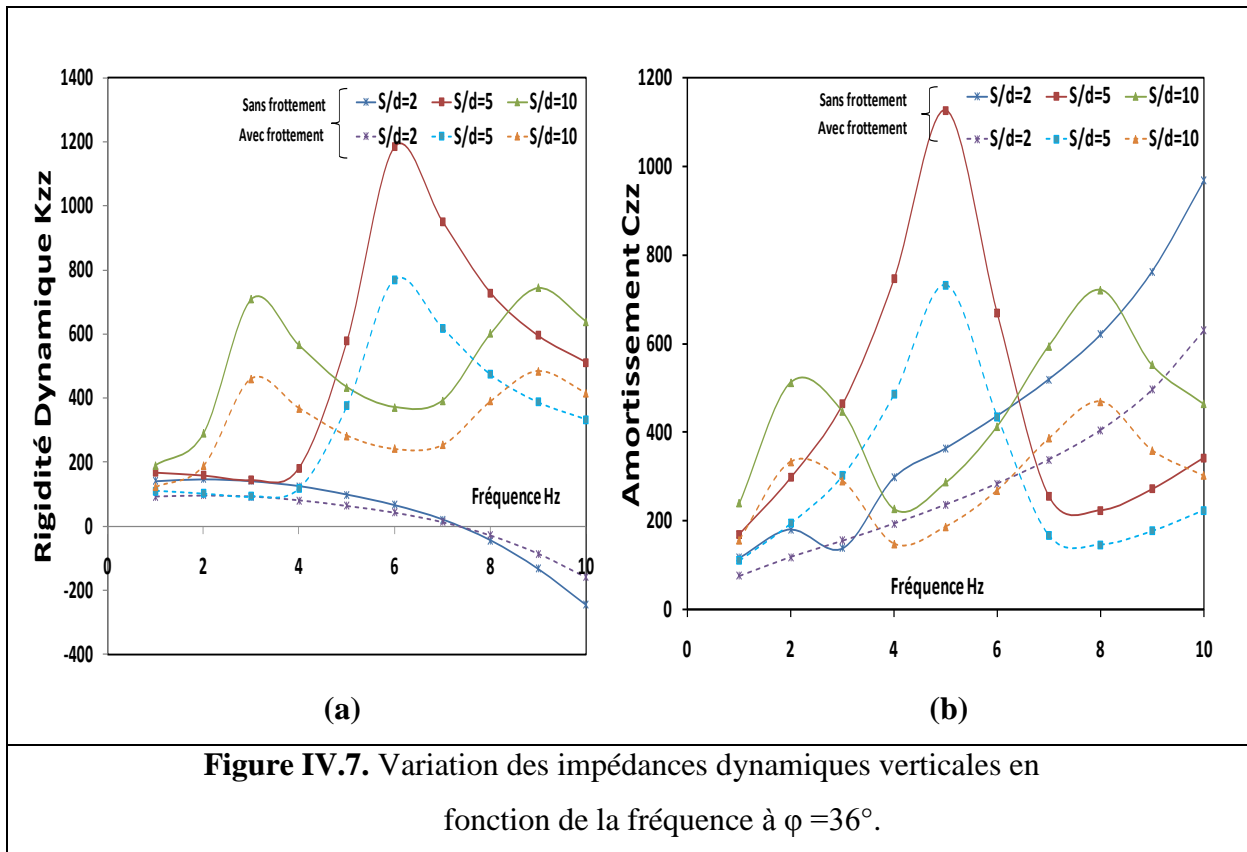 Rigidité Dynamique Kzz
1400
1200
1000
800
600
400
200
0
-200
-400
0 2 4 6 8 10
Sans frottement S/d=2 S/d=5 S/d=10
Avec frottement S/d=2 S/d=5 S/d=10
Fréquence Hz
(a)
Amortissement Czz
1200
1000
800
600
400
200
0
0 2 4 6 8 10
Sans frottement S/d=2 S/d=5 S/d=10
Avec frottement S/d=2 S/d=5 S/d=10
Fréquence Hz
(b)
Figure IV.7. Variation des impédances dynamiques verticales en
fonction de la fréquence à φ =36°.